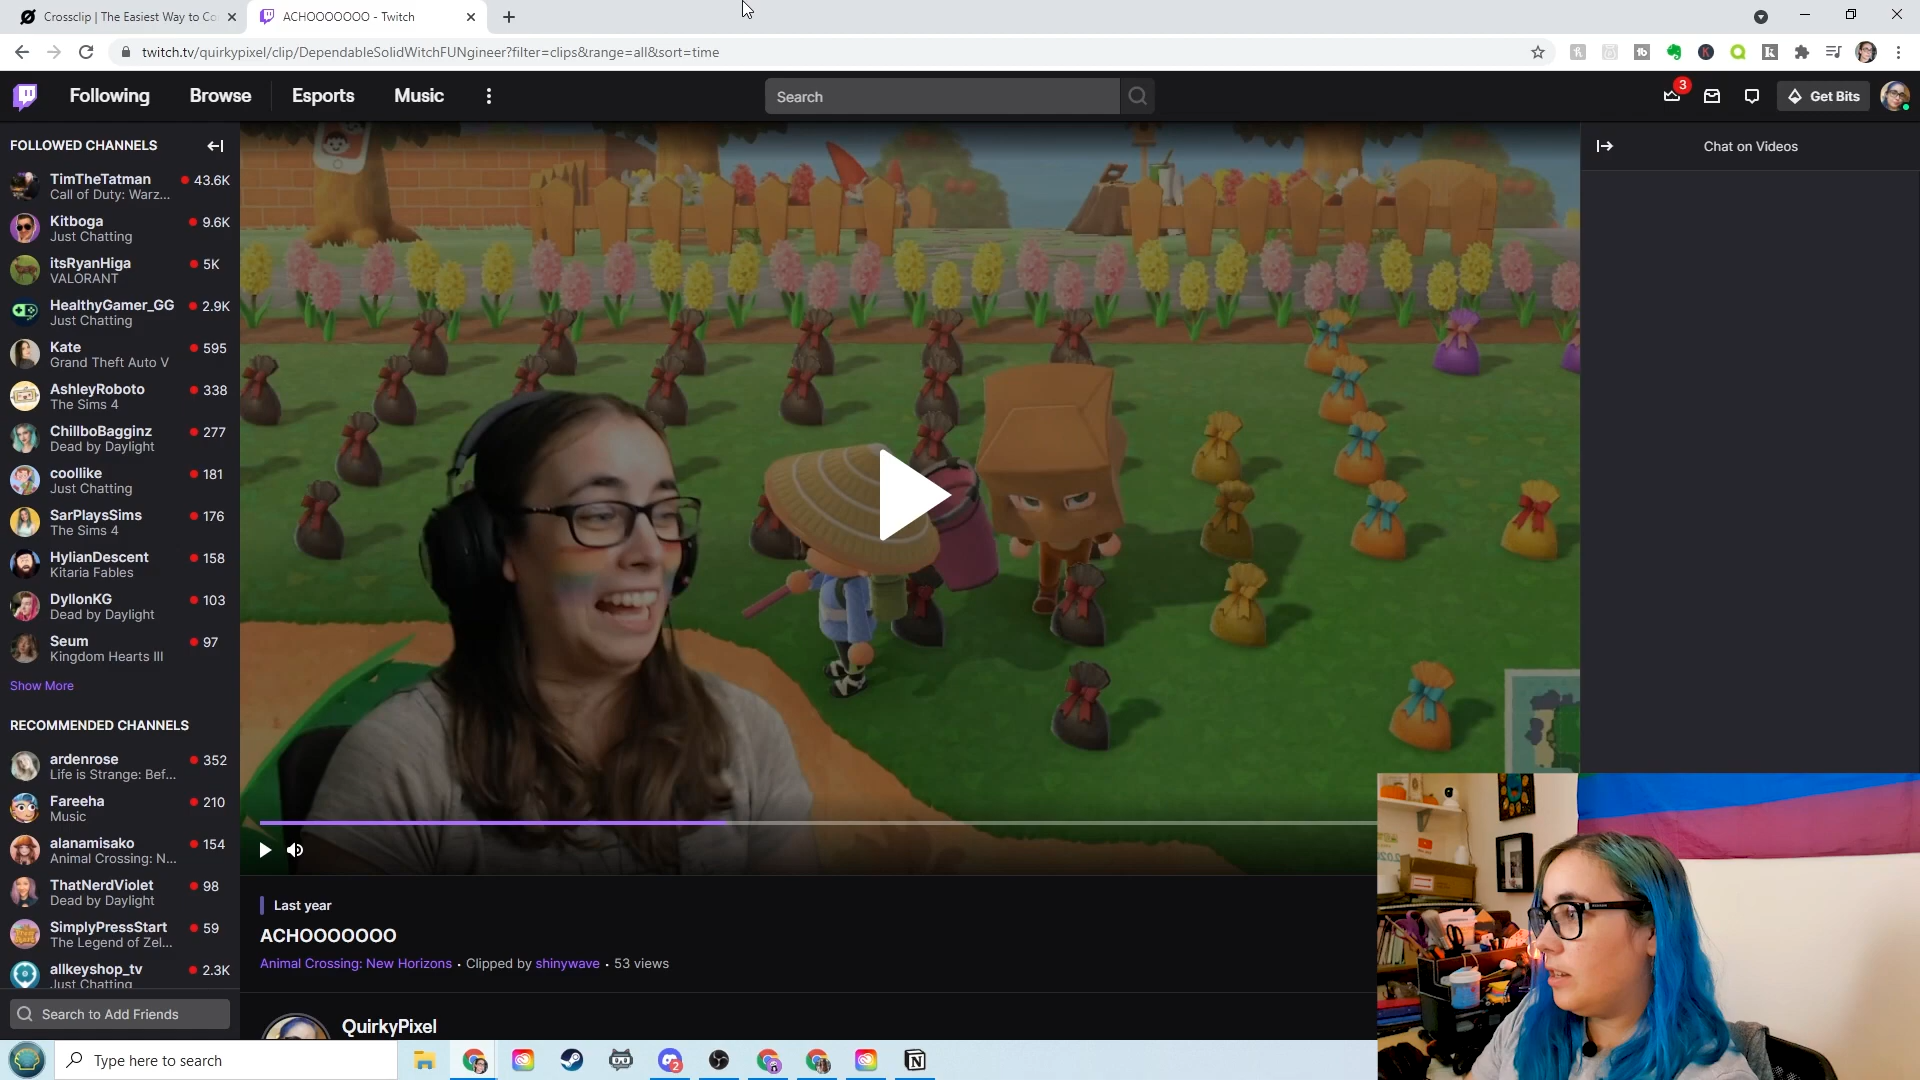 Crossclip | The Easiest Way to Co
ACHOOOOOOO - Twitch
twitch.tv/quirkypixel/clip/DependableSolidWitchFUNgineer?filter=clips&range=all&sort=time
Following
Browse
Esports
Music
Search
3
Get Bits
FOLLOWED CHANNELS
TimTheTatman 43.6K
Call of Duty: Warz...
Kitboga 9.6K
Just Chatting
itsRyanHiga 5K
VALORANT
HealthyGamer_GG 2.9K
Just Chatting
Kate 595
Grand Theft Auto V
AshleyRoboto 338
The Sims 4
ChillboBagginz 277
Dead by Daylight
coollike 181
Just Chatting
SarPlaysSims 176
The Sims 4
HylianDescent 158
Kitaria Fables
DyllonKG 103
Dead by Daylight
Seum 97
Kingdom Hearts III
Show More
RECOMMENDED CHANNELS
ardenrose 352
Life is Strange: Bef...
Fareeha 210
Music
alanamisako 154
Animal Crossing: N...
ThatNerdViolet 98
Dead by Daylight
SimplyPressStart 59
The Legend of Zel...
allkeyshop_tv 2.3K
Just Chatting
Search to Add Friends
Chat on Videos
Last year
ACHOOOOOOO
Animal Crossing: New Horizons • Clipped by shinywave • 53 views
QuirkyPixel
Type here to search
2